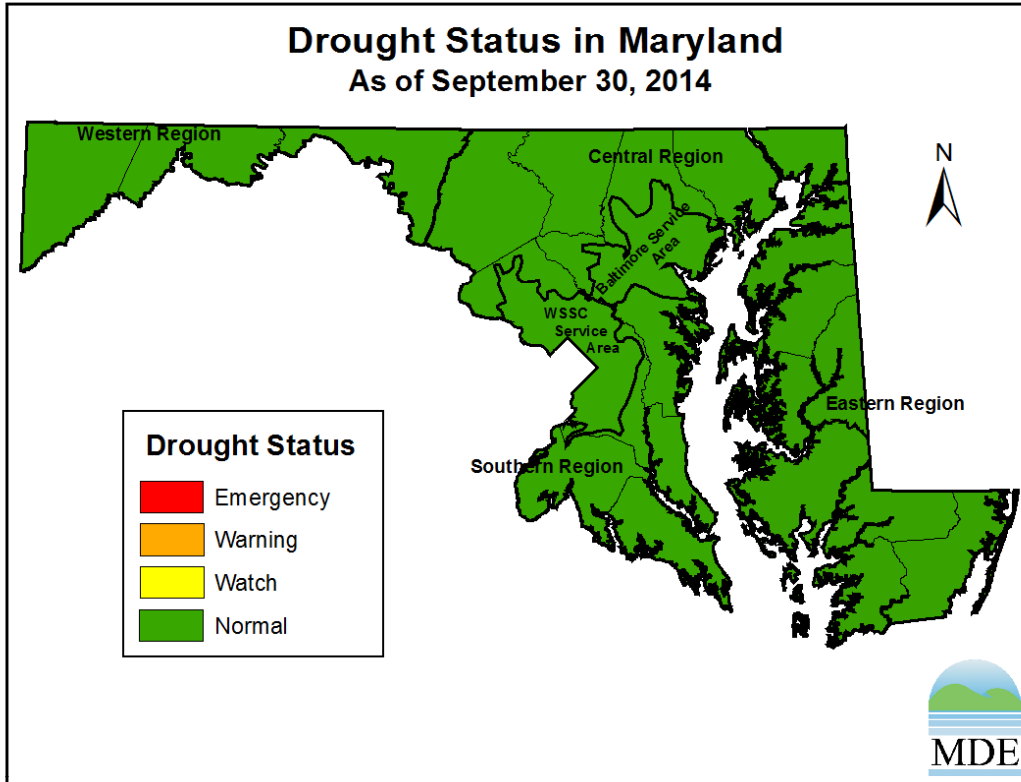 Drought Status in Maryland
As of September 30, 2014
Western Region
Central Region
N
Baltimore Service
Area
WSSC
Service
Area
Eastern Region
Southern Region
Drought Status
Emergency
Warning
Watch
Normal
MDE